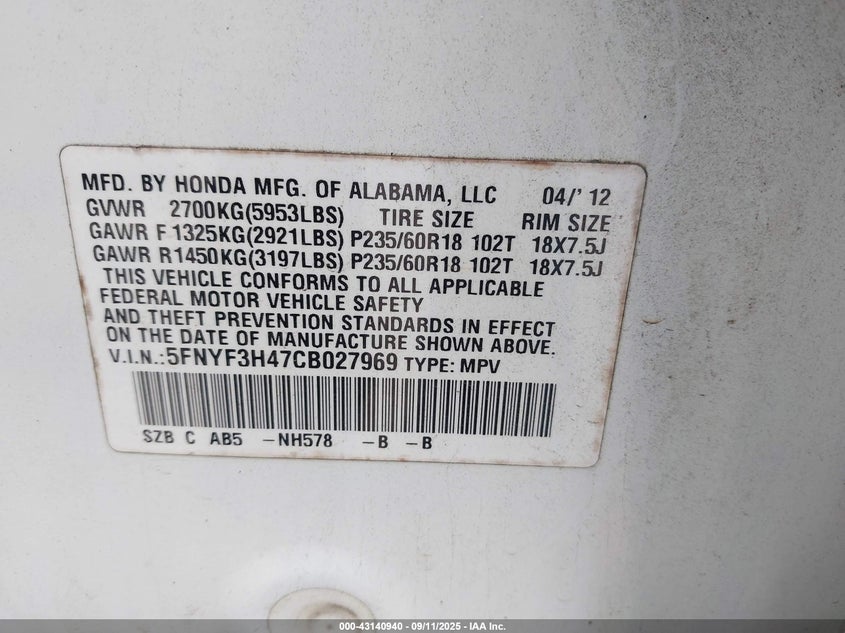 MFD. BY HONDA MFG. OF ALABAMA, LLC 04/' 12
GVWR 2700KG(5953LBS) TIRE SIZE RIM SIZE
GAWR F 1325KG(2921LBS) P235/60R18 102T 18X7.5J
GAWR R1450KG(3197LBS) P235/60R18 102T 18X7.5J
THIS VEHICLE CONFORMS TO ALL APPLICABLE
FEDERAL MOTOR VEHICLE SAFETY
AND THEFT PREVENTION STANDARDS IN EFFECT
ON THE DATE OF MANUFACTURE SHOWN ABOVE.
V.I.N.:5FNYF3H47CB027969 TYPE: MPV
SZB C AB5 -NH578 -B -B
000-43140940 - 09/11/2025 - IAA Inc.